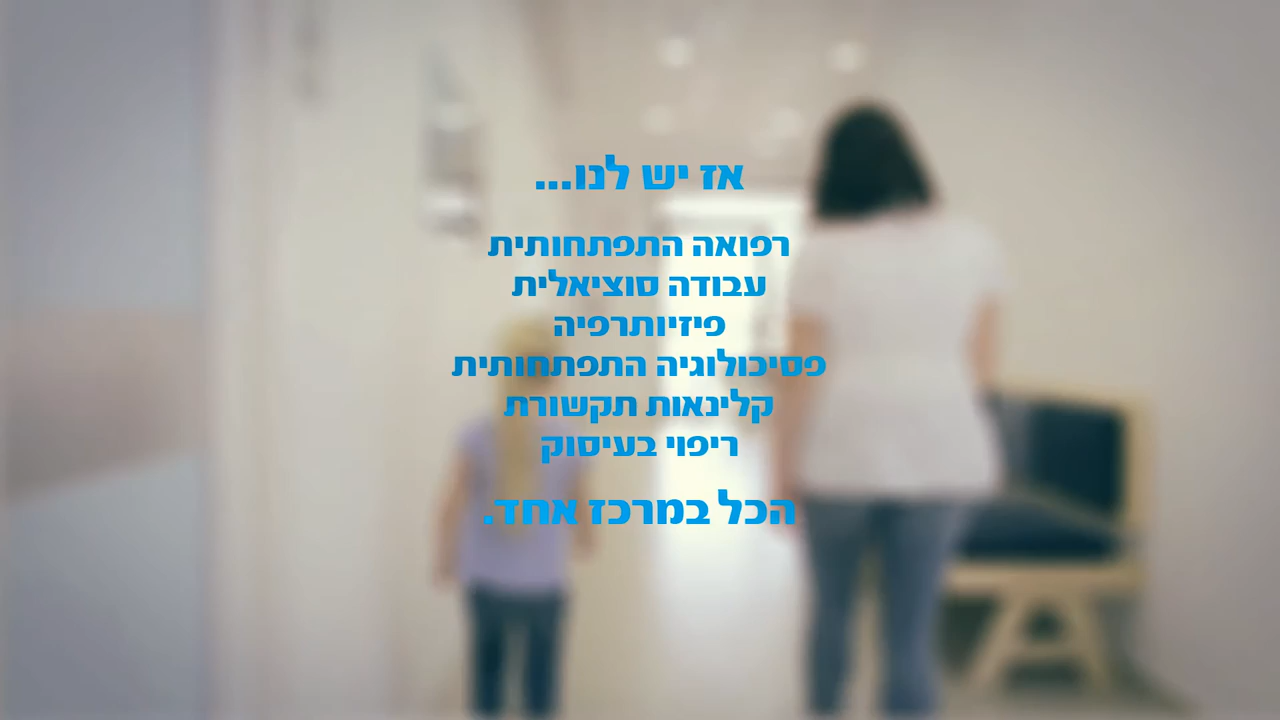 אז יש לנו...
רפואה התפתחותית
עבודה סוציאלית
פיזיותרפיה
פסיכולוגיה התפתחותית
קלינאות תקשורת
ריפוי בעיסוק
הכל במרכז אחד.